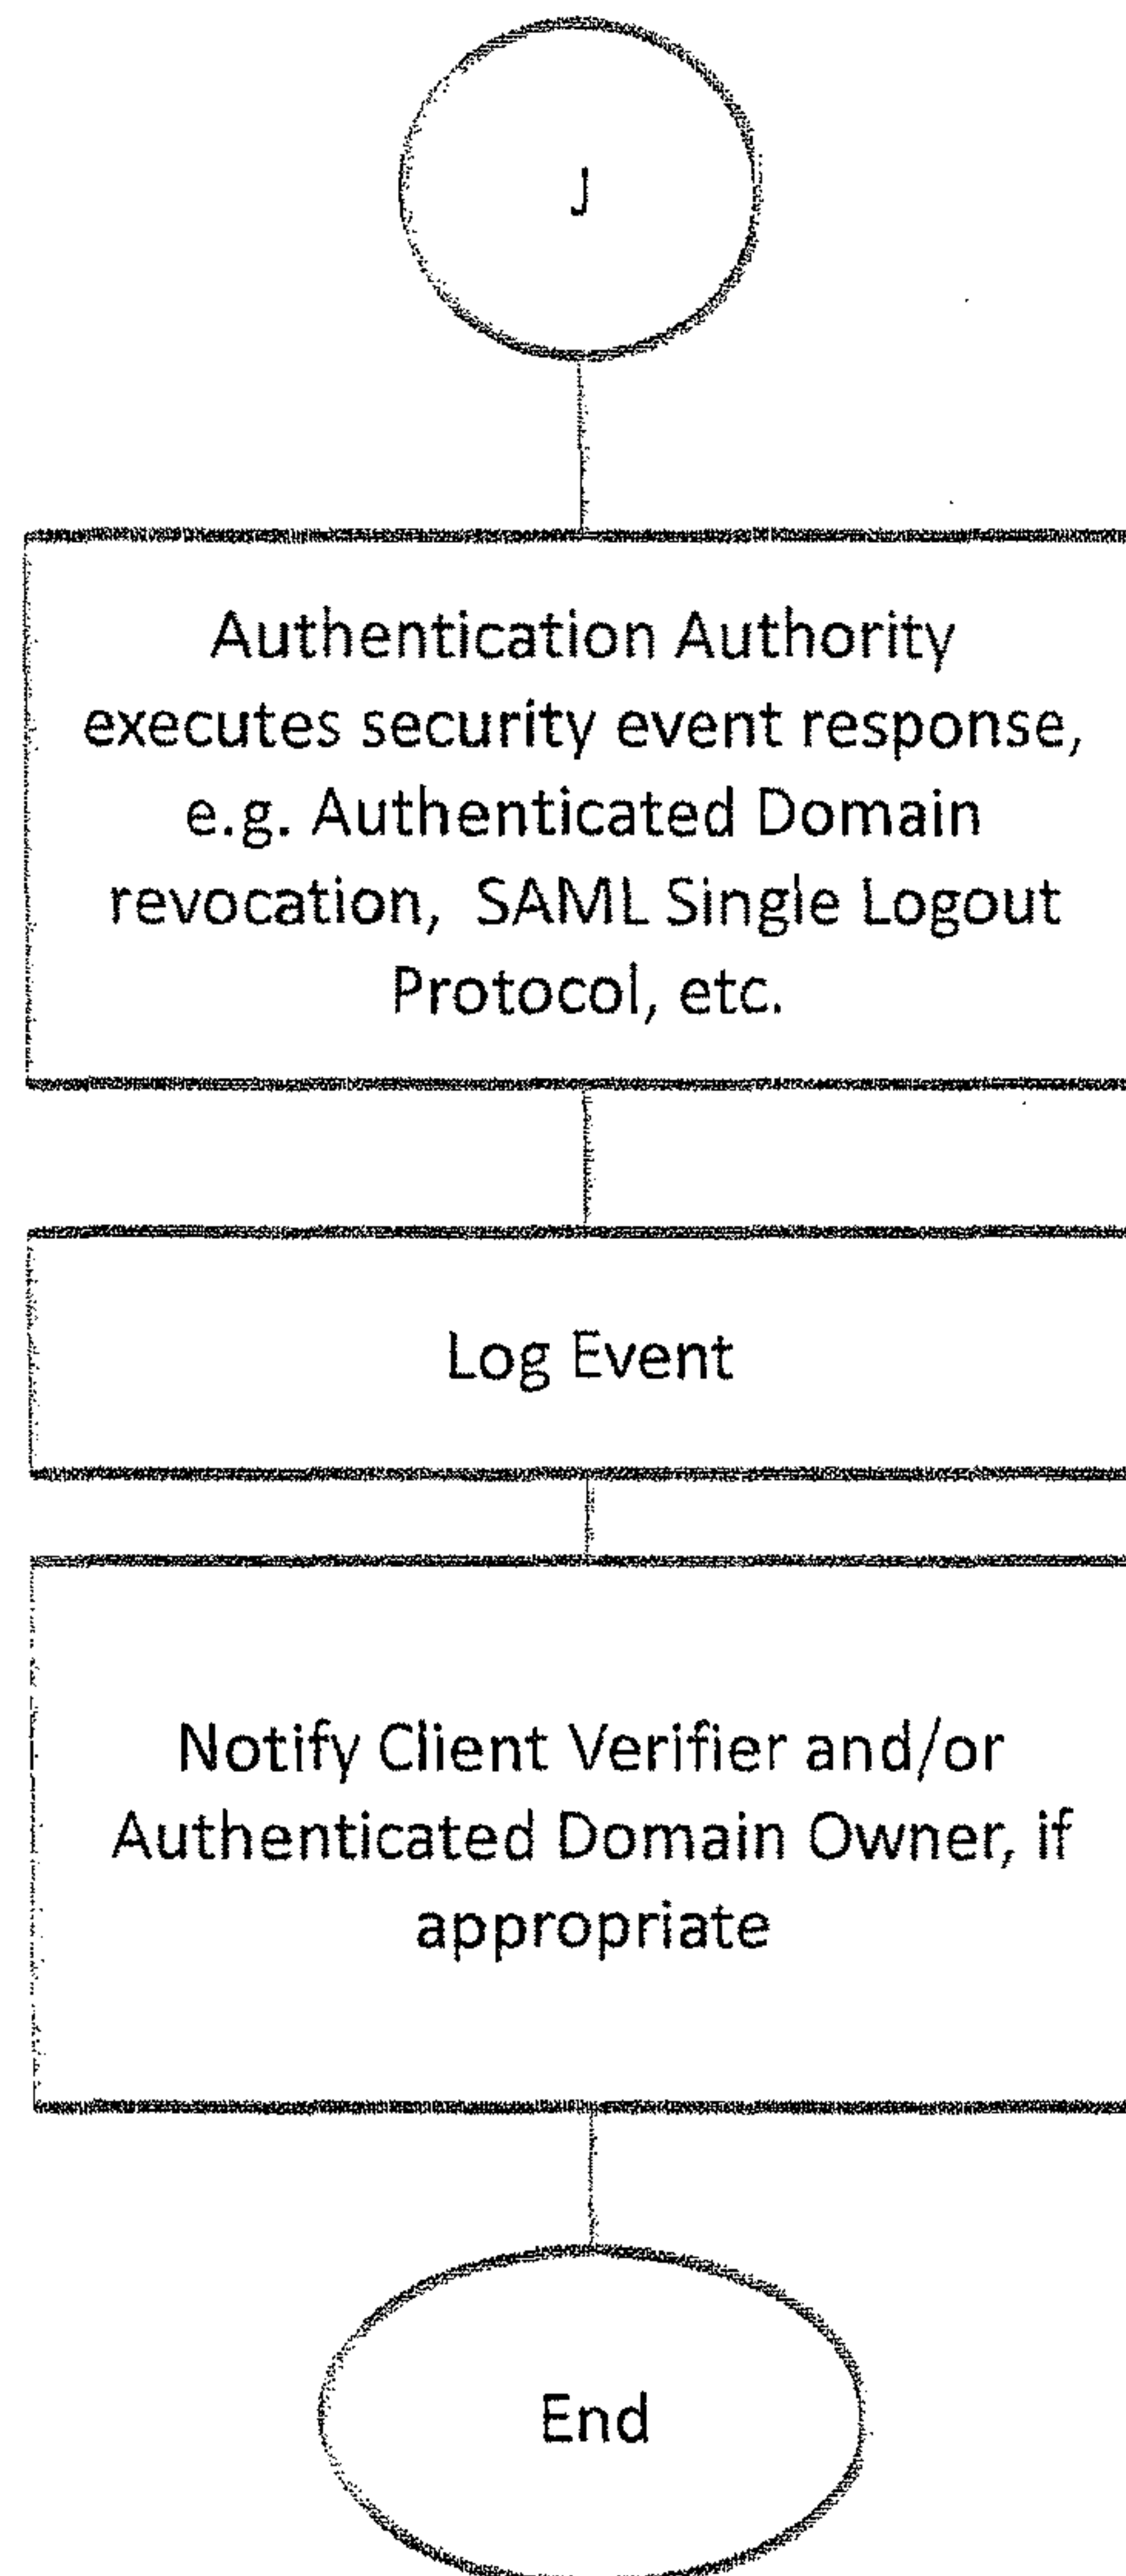 J
Authentication Authority
executes security event response,
e.g. Authenticated Domain
revocation, SAML Single Logout
Protocol, etc.
Log Event
Notify Client Verifier and/or
Authenticated Domain Owner, if
appropriate
End